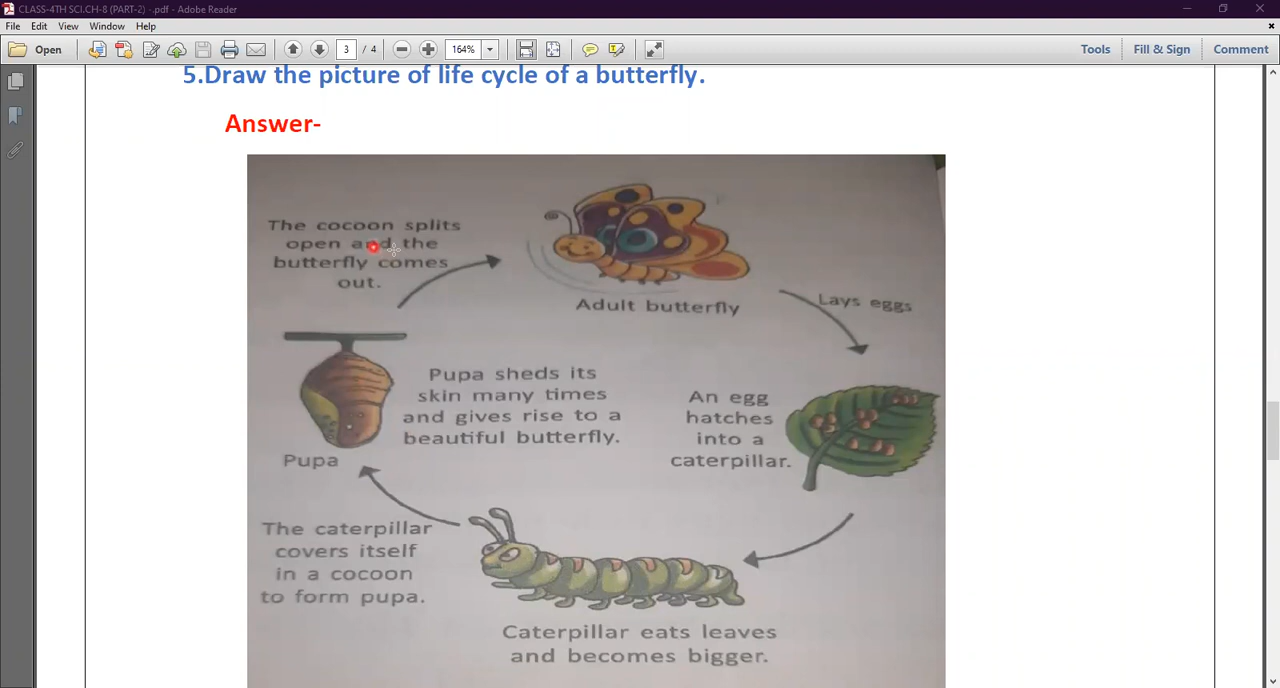 CLASS-4TH SCI.CH-8 (PART-2) -.pdf - Adobe Reader
File Edit View Window Help
Open 3 / 4 164% Tools Fill & Sign Comment
5.Draw the picture of life cycle of a butterfly.
Answer-
The cocoon splits
open and the
butterfly comes
out.
Adult butterfly
Lays eggs
Pupa sheds its
skin many times
and gives rise to a
beautiful butterfly.
An egg
hatches
into a
caterpillar.
Pupa
The caterpillar
covers itself
in a cocoon
to form pupa.
Caterpillar eats leaves
and becomes bigger.